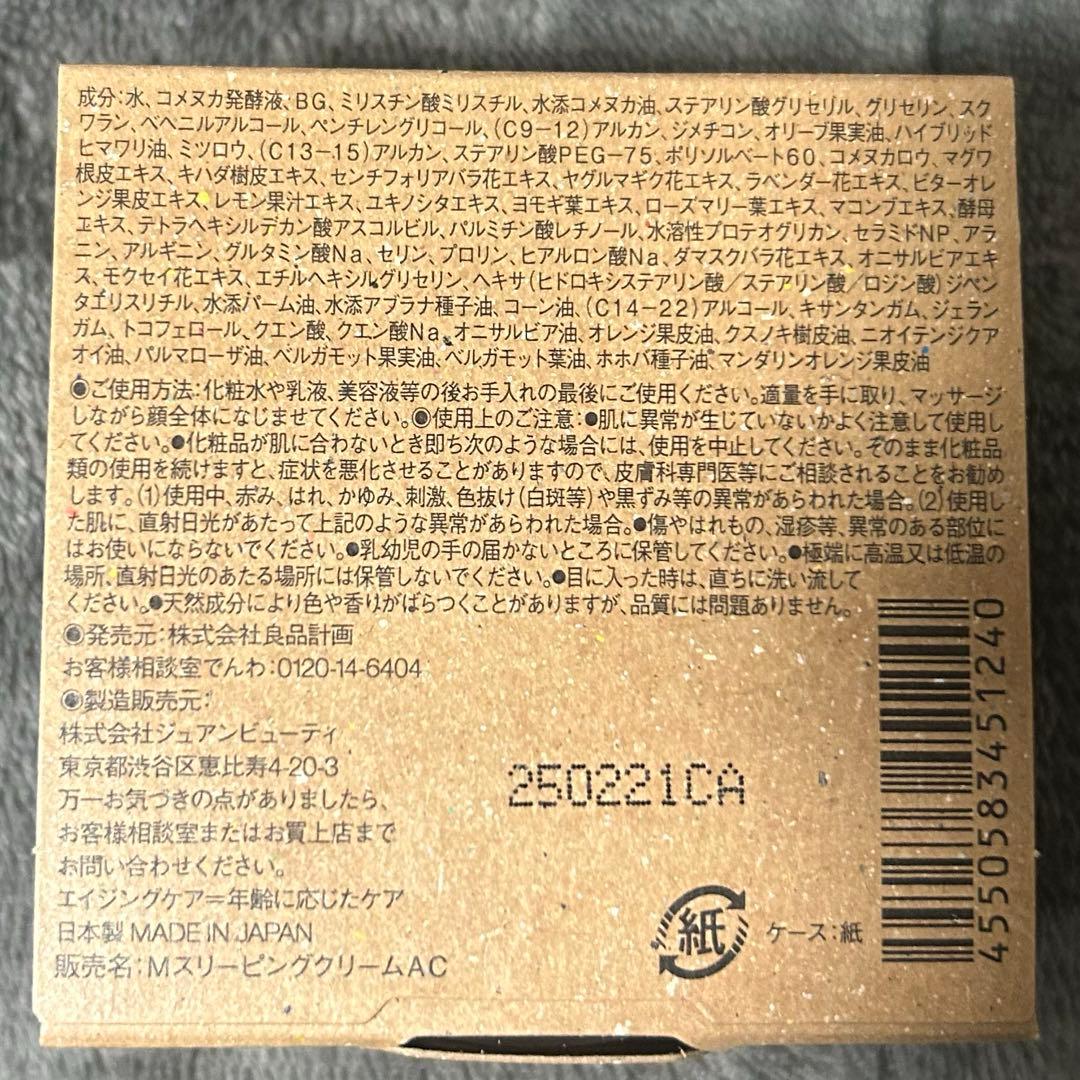 成分:水、コメヌカ発酵液、BG、ミリスチン酸ミリスチル、水添コメヌカ油、ステアリン酸グリセリル、グリセリン、スク
ワラン、ベヘニルアルコール、ペンチレングリコール、(C9-12)アルカン、ジメチコン、オリーブ果実油、ハイブリッド
ヒマワリ油、ミツロウ、(C13-15)アルカン、ステアリン酸PEG-75、ポリソルベート60、コメヌカロウ、マグワ
根皮エキス、キハダ樹皮エキス、センチフォリアバラ花エキス、ヤグルマギク花エキス、ラベンダー花エキス、ビターオレ
ンジ果皮エキス、レモン果汁エキス、ユキノシタエキス、ヨモギ葉エキス、ローズマリー葉エキス、マコンブエキス、酵母
エキス、テトラヘキシルデカン酸アスコルビル、パルミチン酸レチノール、水溶性プロテオグリカン、セラミドNP、アラ
ニン、アルギニン、グルタミン酸Na、セリン、プロリン、ヒアルロン酸Na、ダマスクバラ花エキス、オニサルビアエキ
ス、モクセイ花エキス、エチルヘキシルグリセリン、ヘキサ(ヒドロキシステアリン酸/ステアリン酸/ロジン酸)ジペン
タエリスリチル、水添パーム油、水添アブラナ種子油、コーン油、(C14-22)アルコール、キサンタンガム、ジェラン
ガム、トコフェロール、クエン酸、クエン酸Na、オニサルビア油、オレンジ果皮油、クスノキ樹皮油、ニオイテンジクア
オイ油、パルマローザ油、ベルガモット果実油、ベルガモット葉油、ホホバ種子油、マンダリンオレンジ果皮油
◉ご使用方法:化粧水や乳液、美容液等の後お手入れの最後にご使用ください。適量を手に取り、マッサージ
しながら顔全体になじませてください。◉使用上のご注意:●肌に異常が生じていないかよく注意して使用し
てください。●化粧品が肌に合わないとき即ち次のような場合には、使用を中止してください。そのまま化粧品
類の使用を続けますと、症状を悪化させることがありますので、皮膚科専門医等にご相談されることをお勧め
します。(1)使用中、赤み、はれ、かゆみ、刺激、色抜け(白斑等)や黒ずみ等の異常があらわれた場合。(2)使用し
た肌に、直射日光があたって上記のような異常があらわれた場合。●傷やはれもの、湿疹等、異常のある部位に
はお使いにならないでください。●乳幼児の手の届かないところに保管してください。●極端に高温又は低温の
場所、直射日光のあたる場所には保管しないでください。●目に入った時は、直ちに洗い流して
ください。●天然成分により色や香りがばらつくことがありますが、品質には問題ありません。
◉発売元:株式会社良品計画
お客様相談室でんわ:0120-14-6404
◉製造販売元:
株式会社ジュアンビューティ
東京都渋谷区恵比寿4-20-3
万一お気づきの点がありましたら、
お客様相談室またはお買上店まで
お問い合わせください。
エイジングケア=年齢に応じたケア
日本製 MADE IN JAPAN
販売名:MスリーピングクリームAC
250221CA
紙
ケース:紙
4550583451240